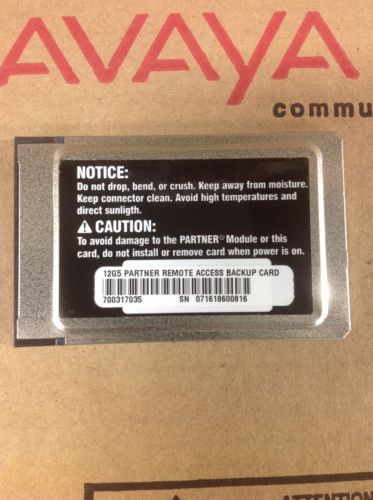 AVAYA
commu
NOTICE:
Do not drop, bend, or crush. Keep away from moisture.
Keep connector clean. Avoid high temperatures and
direct sunligth.
⚠ CAUTION:
To avoid damage to the PARTNER® Module or this
card, do not install or remove card when power is on.
12G5 PARTNER REMOTE ACCESS BACKUP CARD
700317035 SN 071618600816
ATTENTION